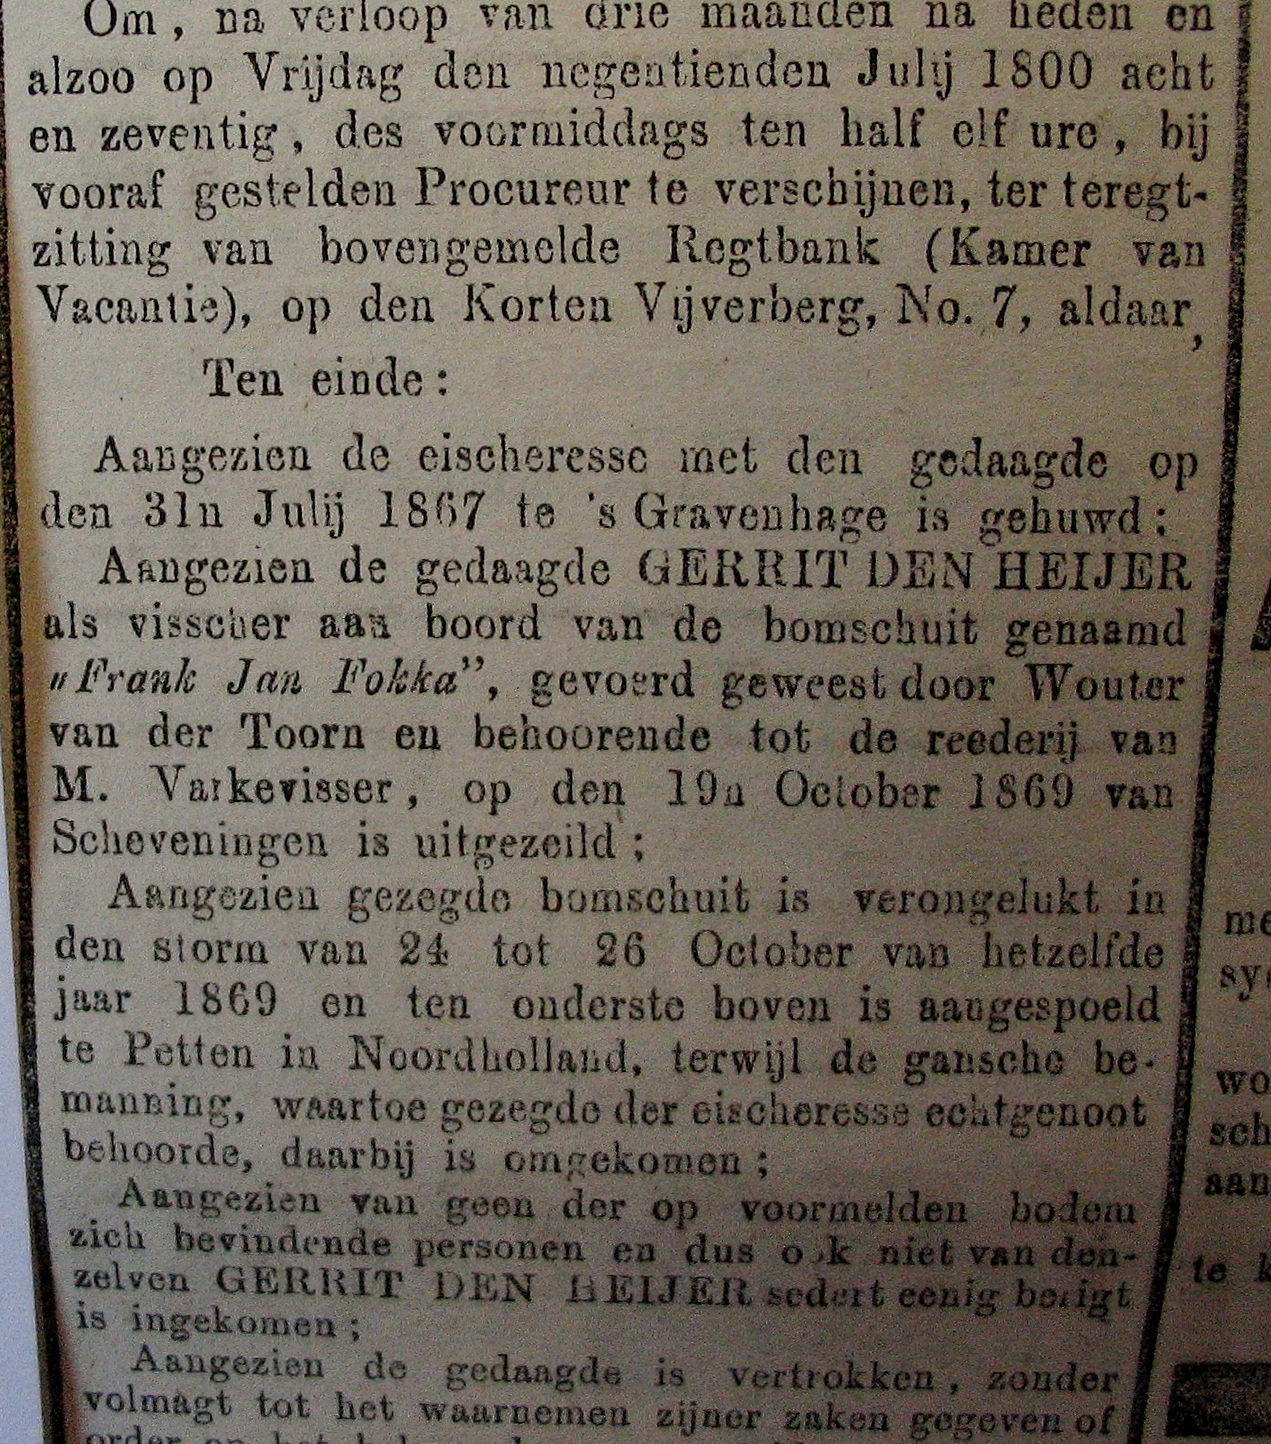 Om, na verloop van drie maanden na heden en
alzoo op Vrijdag den negentienden Julij 1800 acht
en zeventig, des voormiddags ten half elf ure, bij
vooraf gestelden Procureur te verschijnen, ter teregt-
zitting van bovengemelde Regtbank (Kamer van
Vacantie), op den Korten Vijverberg, No. 7, aldaar,
Ten einde:
Aangezien de eischeresse met den gedaagde op
den 31n Julij 1867 te 's Gravenhage is gehuwd;
Aangezien de gedaagde GERRIT DEN HEIJER
als visscher aan boord van de bomschuit genaamd
„Frank Jan Fokka”, gevoerd geweest door Wouter
van der Toorn en behoorende tot de reederij van
M. Varkevisser, op den 19n October 1869 van
Scheveningen is uitgezeild;
Aangezien gezegde bomschuit is verongelukt in
den storm van 24 tot 26 October van hetzelfde
jaar 1869 en ten onderste boven is aangespoeld
te Petten in Noordholland, terwijl de gansche be-
manning, waartoe gezegde der eischeresse echtgenoot
behoorde, daarbij is omgekomen;
Aangezien van geen der op voormelden bodem
zich bevindende personen en dus ook niet van den-
zelven GERRIT DEN HEIJER sedert eenig berigt
is ingekomen;
Aangezien de gedaagde is vertrokken, zonder
volmagt tot het waarnemen zijner zaken gegeven of
me
sy
wo
sch
aan
te